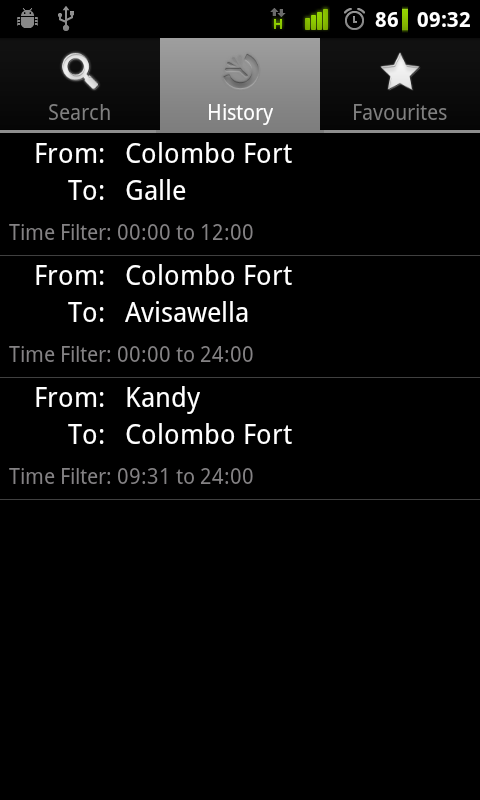 H 86 09:32
Search History Favourites
From: Colombo Fort
To: Galle
Time Filter: 00:00 to 12:00
From: Colombo Fort
To: Avisawella
Time Filter: 00:00 to 24:00
From: Kandy
To: Colombo Fort
Time Filter: 09:31 to 24:00